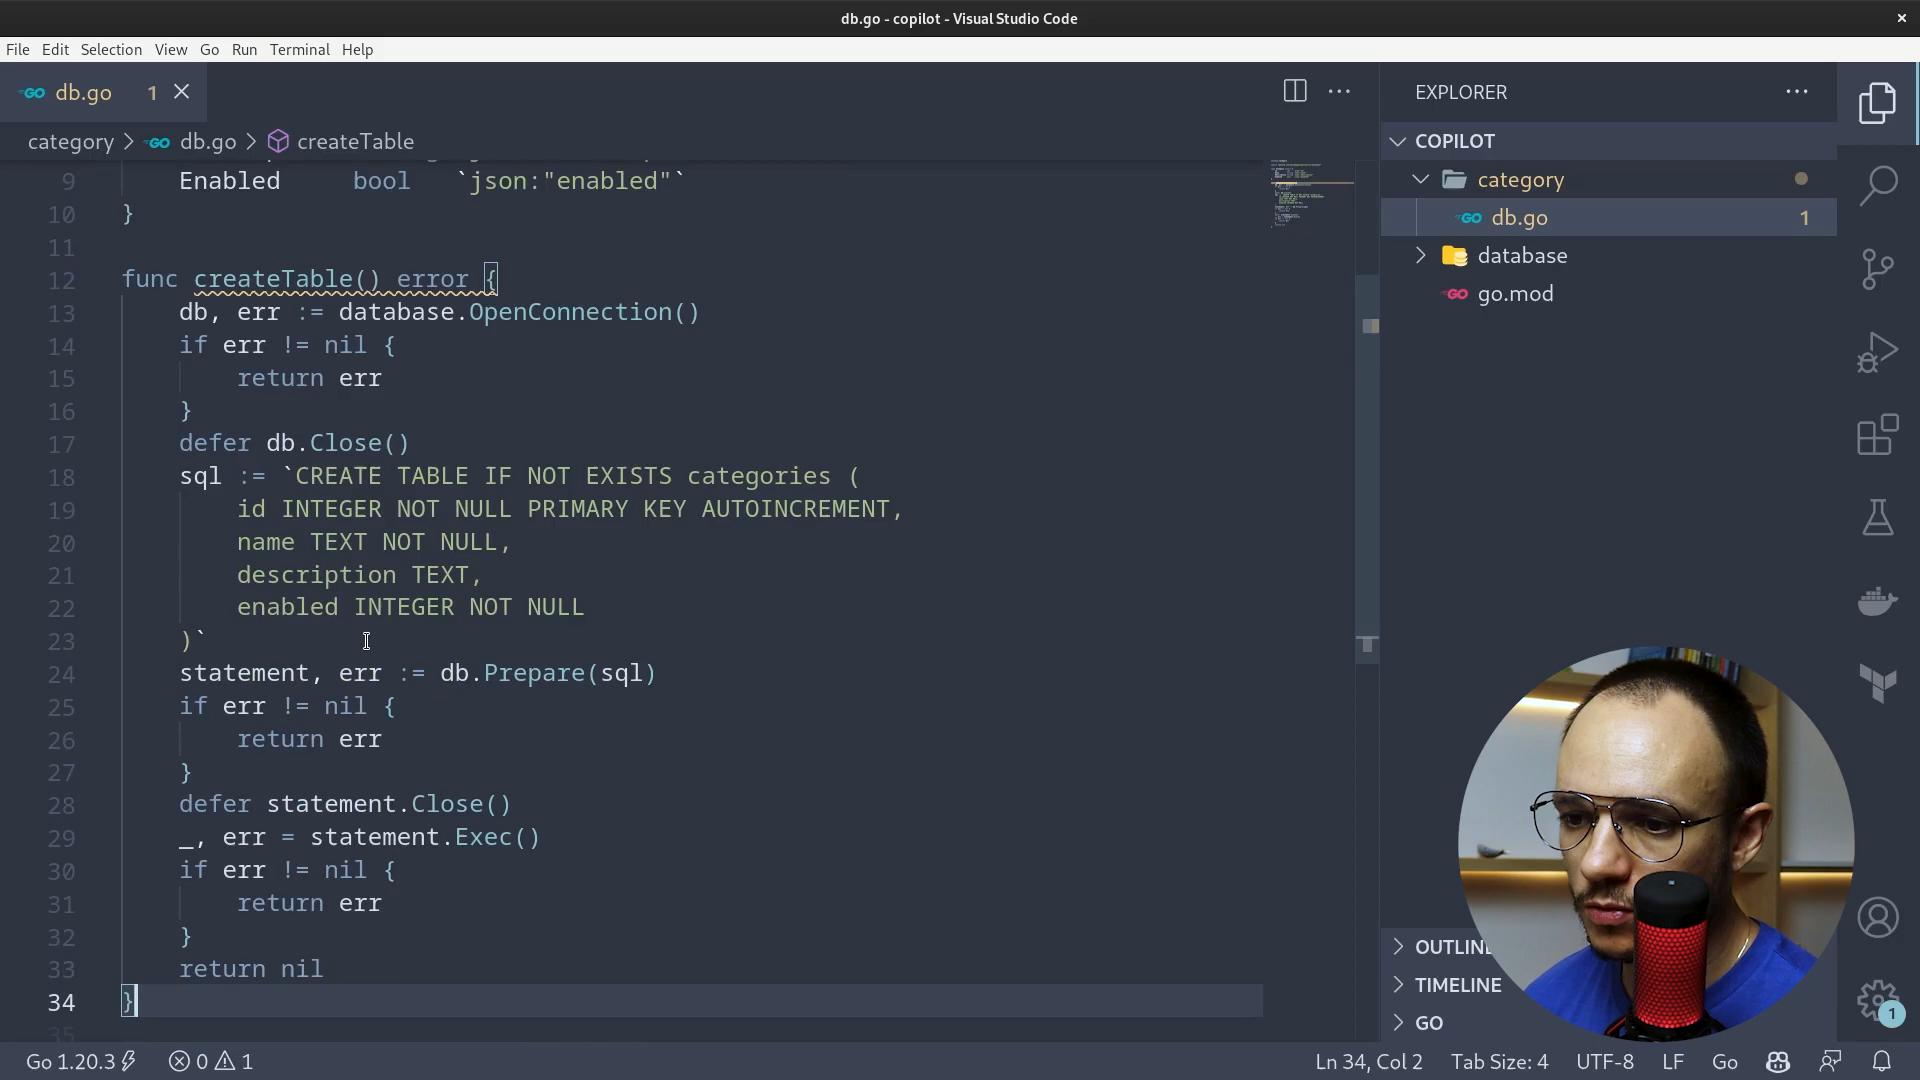 db.go - copilot - Visual Studio Code
File Edit Selection View Go Run Terminal Help
GO db.go 1
EXPLORER
category > GO db.go > createTable
COPILOT
category
GO db.go 1
database
GO go.mod
9 Enabled bool `json:"enabled"`
10 }
11
12 func createTable() error {
13 db, err := database.OpenConnection()
14 if err != nil {
15 return err
16 }
17 defer db.Close()
18 sql := `CREATE TABLE IF NOT EXISTS categories (
19 id INTEGER NOT NULL PRIMARY KEY AUTOINCREMENT,
20 name TEXT NOT NULL,
21 description TEXT,
22 enabled INTEGER NOT NULL
23 )`
24 statement, err := db.Prepare(sql)
25 if err != nil {
26 return err
27 }
28 defer statement.Close()
29 _, err = statement.Exec()
30 if err != nil {
31 return err
32 }
33 return nil
34 }
35
OUTLINE
TIMELINE
GO
1
Go 1.20.3 0 1 Ln 34, Col 2 Tab Size: 4 UTF-8 LF Go